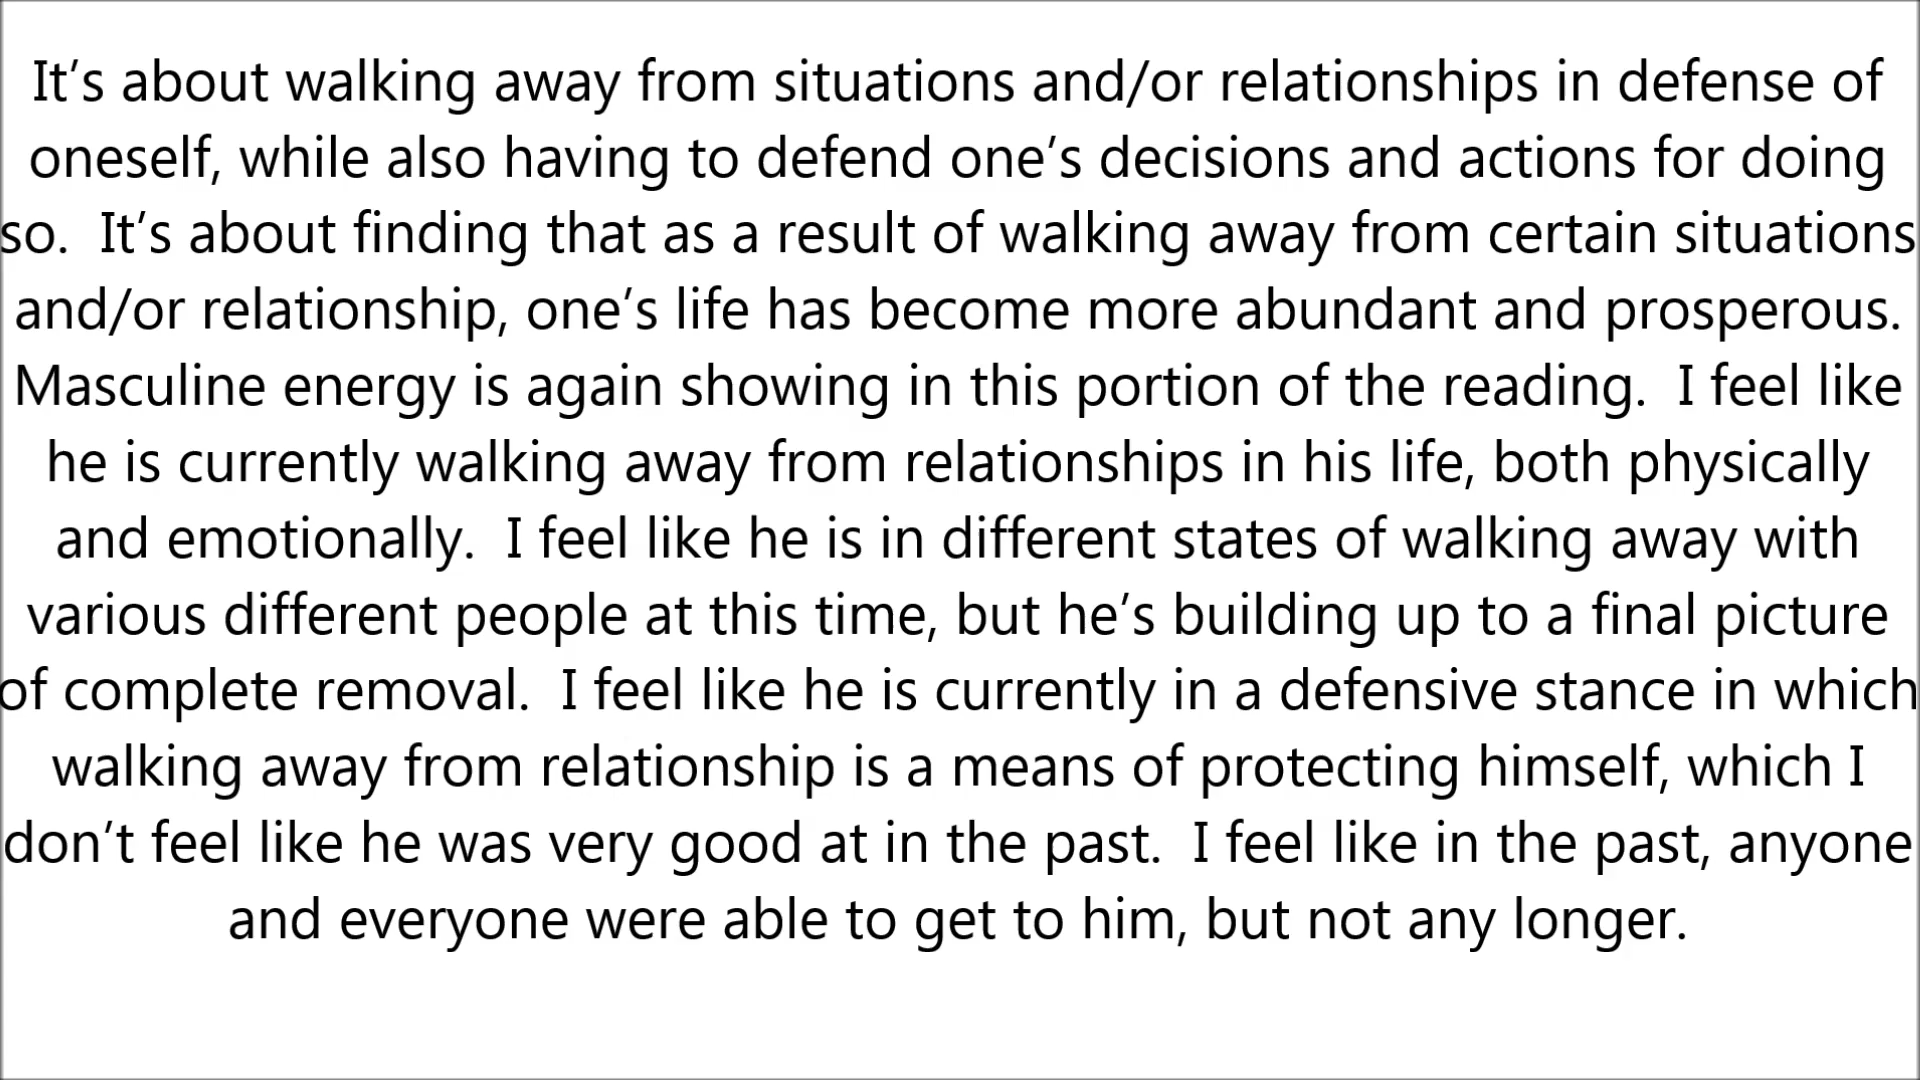 It’s about walking away from situations and/or relationships in defense of
oneself, while also having to defend one’s decisions and actions for doing
so.  It’s about finding that as a result of walking away from certain situations
and/or relationship, one’s life has become more abundant and prosperous.
Masculine energy is again showing in this portion of the reading.  I feel like
he is currently walking away from relationships in his life, both physically
and emotionally.  I feel like he is in different states of walking away with
various different people at this time, but he’s building up to a final picture
of complete removal.  I feel like he is currently in a defensive stance in which
walking away from relationship is a means of protecting himself, which I
don’t feel like he was very good at in the past.  I feel like in the past, anyone
and everyone were able to get to him, but not any longer.